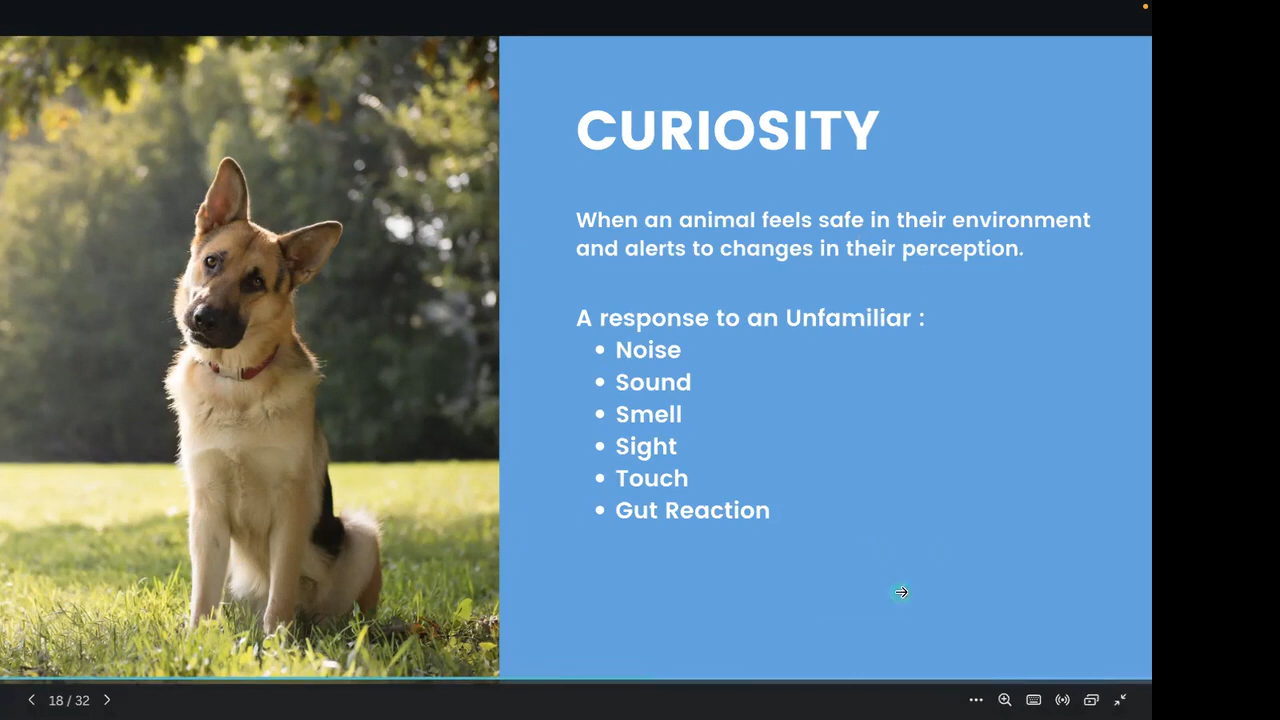 CURIOSITY
When an animal feels safe in their environment
and alerts to changes in their perception.
A response to an Unfamiliar :
• Noise
• Sound
• Smell
• Sight
• Touch
• Gut Reaction
18 / 32